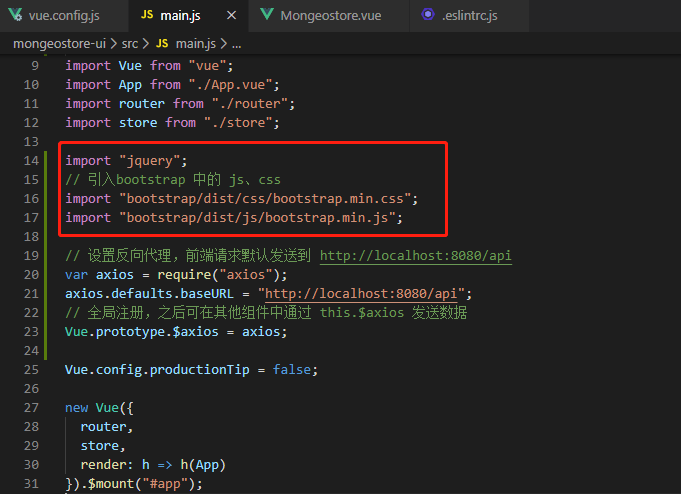 vue.config.js JS main.js × Mongeostore.vue .eslintrc.js
mongeostore-ui > src > JS main.js > ...
9 import Vue from "vue";
10 import App from "./App.vue";
11 import router from "./router";
12 import store from "./store";
13
14 import "jquery";
15 // 引入bootstrap 中的 js、css
16 import "bootstrap/dist/css/bootstrap.min.css";
17 import "bootstrap/dist/js/bootstrap.min.js";
18
19 // 设置反向代理，前端请求默认发送到 http://localhost:8080/api
20 var axios = require("axios");
21 axios.defaults.baseURL = "http://localhost:8080/api";
22 // 全局注册，之后可在其他组件中通过 this.$axios 发送数据
23 Vue.prototype.$axios = axios;
24
25 Vue.config.productionTip = false;
26
27 new Vue({
28 router,
29 store,
30 render: h => h(App)
31 }).$mount("#app");